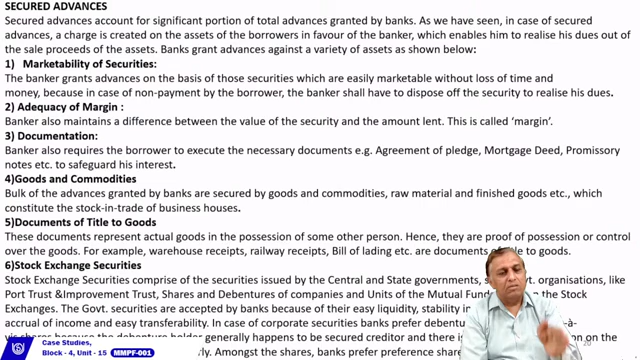 SECURED ADVANCES
Secured advances account for significant portion of total advances granted by banks. As we have seen, in case of secured
advances, a charge is created on the assets of the borrowers in favour of the banker, which enables him to realise his dues out of
the sale proceeds of the assets. Banks grant advances against a variety of assets as shown below:
1) Marketability of Securities:
The banker grants advances on the basis of those securities which are easily marketable without loss of time and
money, because in case of non-payment by the borrower, the banker shall have to dispose off the security to realise his dues.
2) Adequacy of Margin :
Banker also maintains a difference between the value of the security and the amount lent. This is called 'margin'.
3) Documentation:
Banker also requires the borrower to execute the necessary documents e.g. Agreement of pledge, Mortgage Deed, Promissory
notes etc. to safeguard his interest.
4)Goods and Commodities
Bulk of the advances granted by banks are secured by goods and commodities, raw material and finished goods etc., which
constitute the stock-in-trade of business houses.
5)Documents of Title to Goods
These documents represent actual goods in the possession of some other person. Hence, they are proof of possession or control
over the goods. For example, warehouse receipts, railway receipts, Bill of lading etc. are documents of to goods.
6)Stock Exchange Securities
Stock Exchange Securities comprise of the securities issued by the Central and State governments, organisations, like
Port Trust &Improvement Trust, Shares and Debentures of companies and Units of the Mutual the Stock
Exchanges. The Govt. securities are accepted by banks because of their easy liquidity, stability in
accrual of income and easy transferability. In case of corporate securities banks prefer
generally happens to be secured creditor and on the
Amongst the shares, banks prefer preference
Case Studies,
Block - 4, Unit - 15 MMPF-001